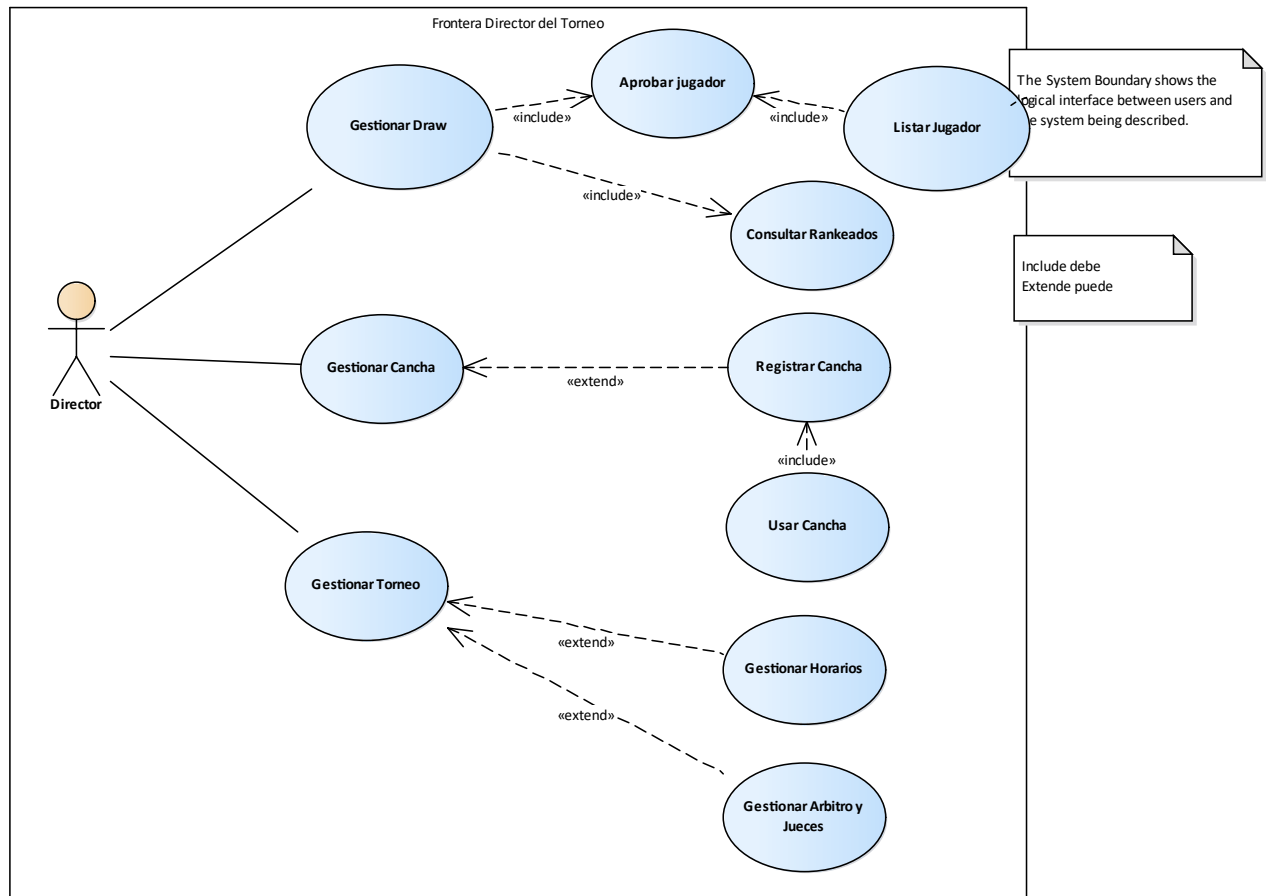 Frontera Director del Torneo
Aprobar jugador
Gestionar Draw
«include»
«include»
Listar Jugador
The System Boundary shows the
logical interface between users and
system being described.
«include»
Consultar Rankeados
Include debe
Extende puede
Gestionar Cancha
«extend»
Registrar Cancha
Director
«include»
Usar Cancha
Gestionar Torneo
«extend»
Gestionar Horarios
«extend»
Gestionar Arbitro y
Jueces